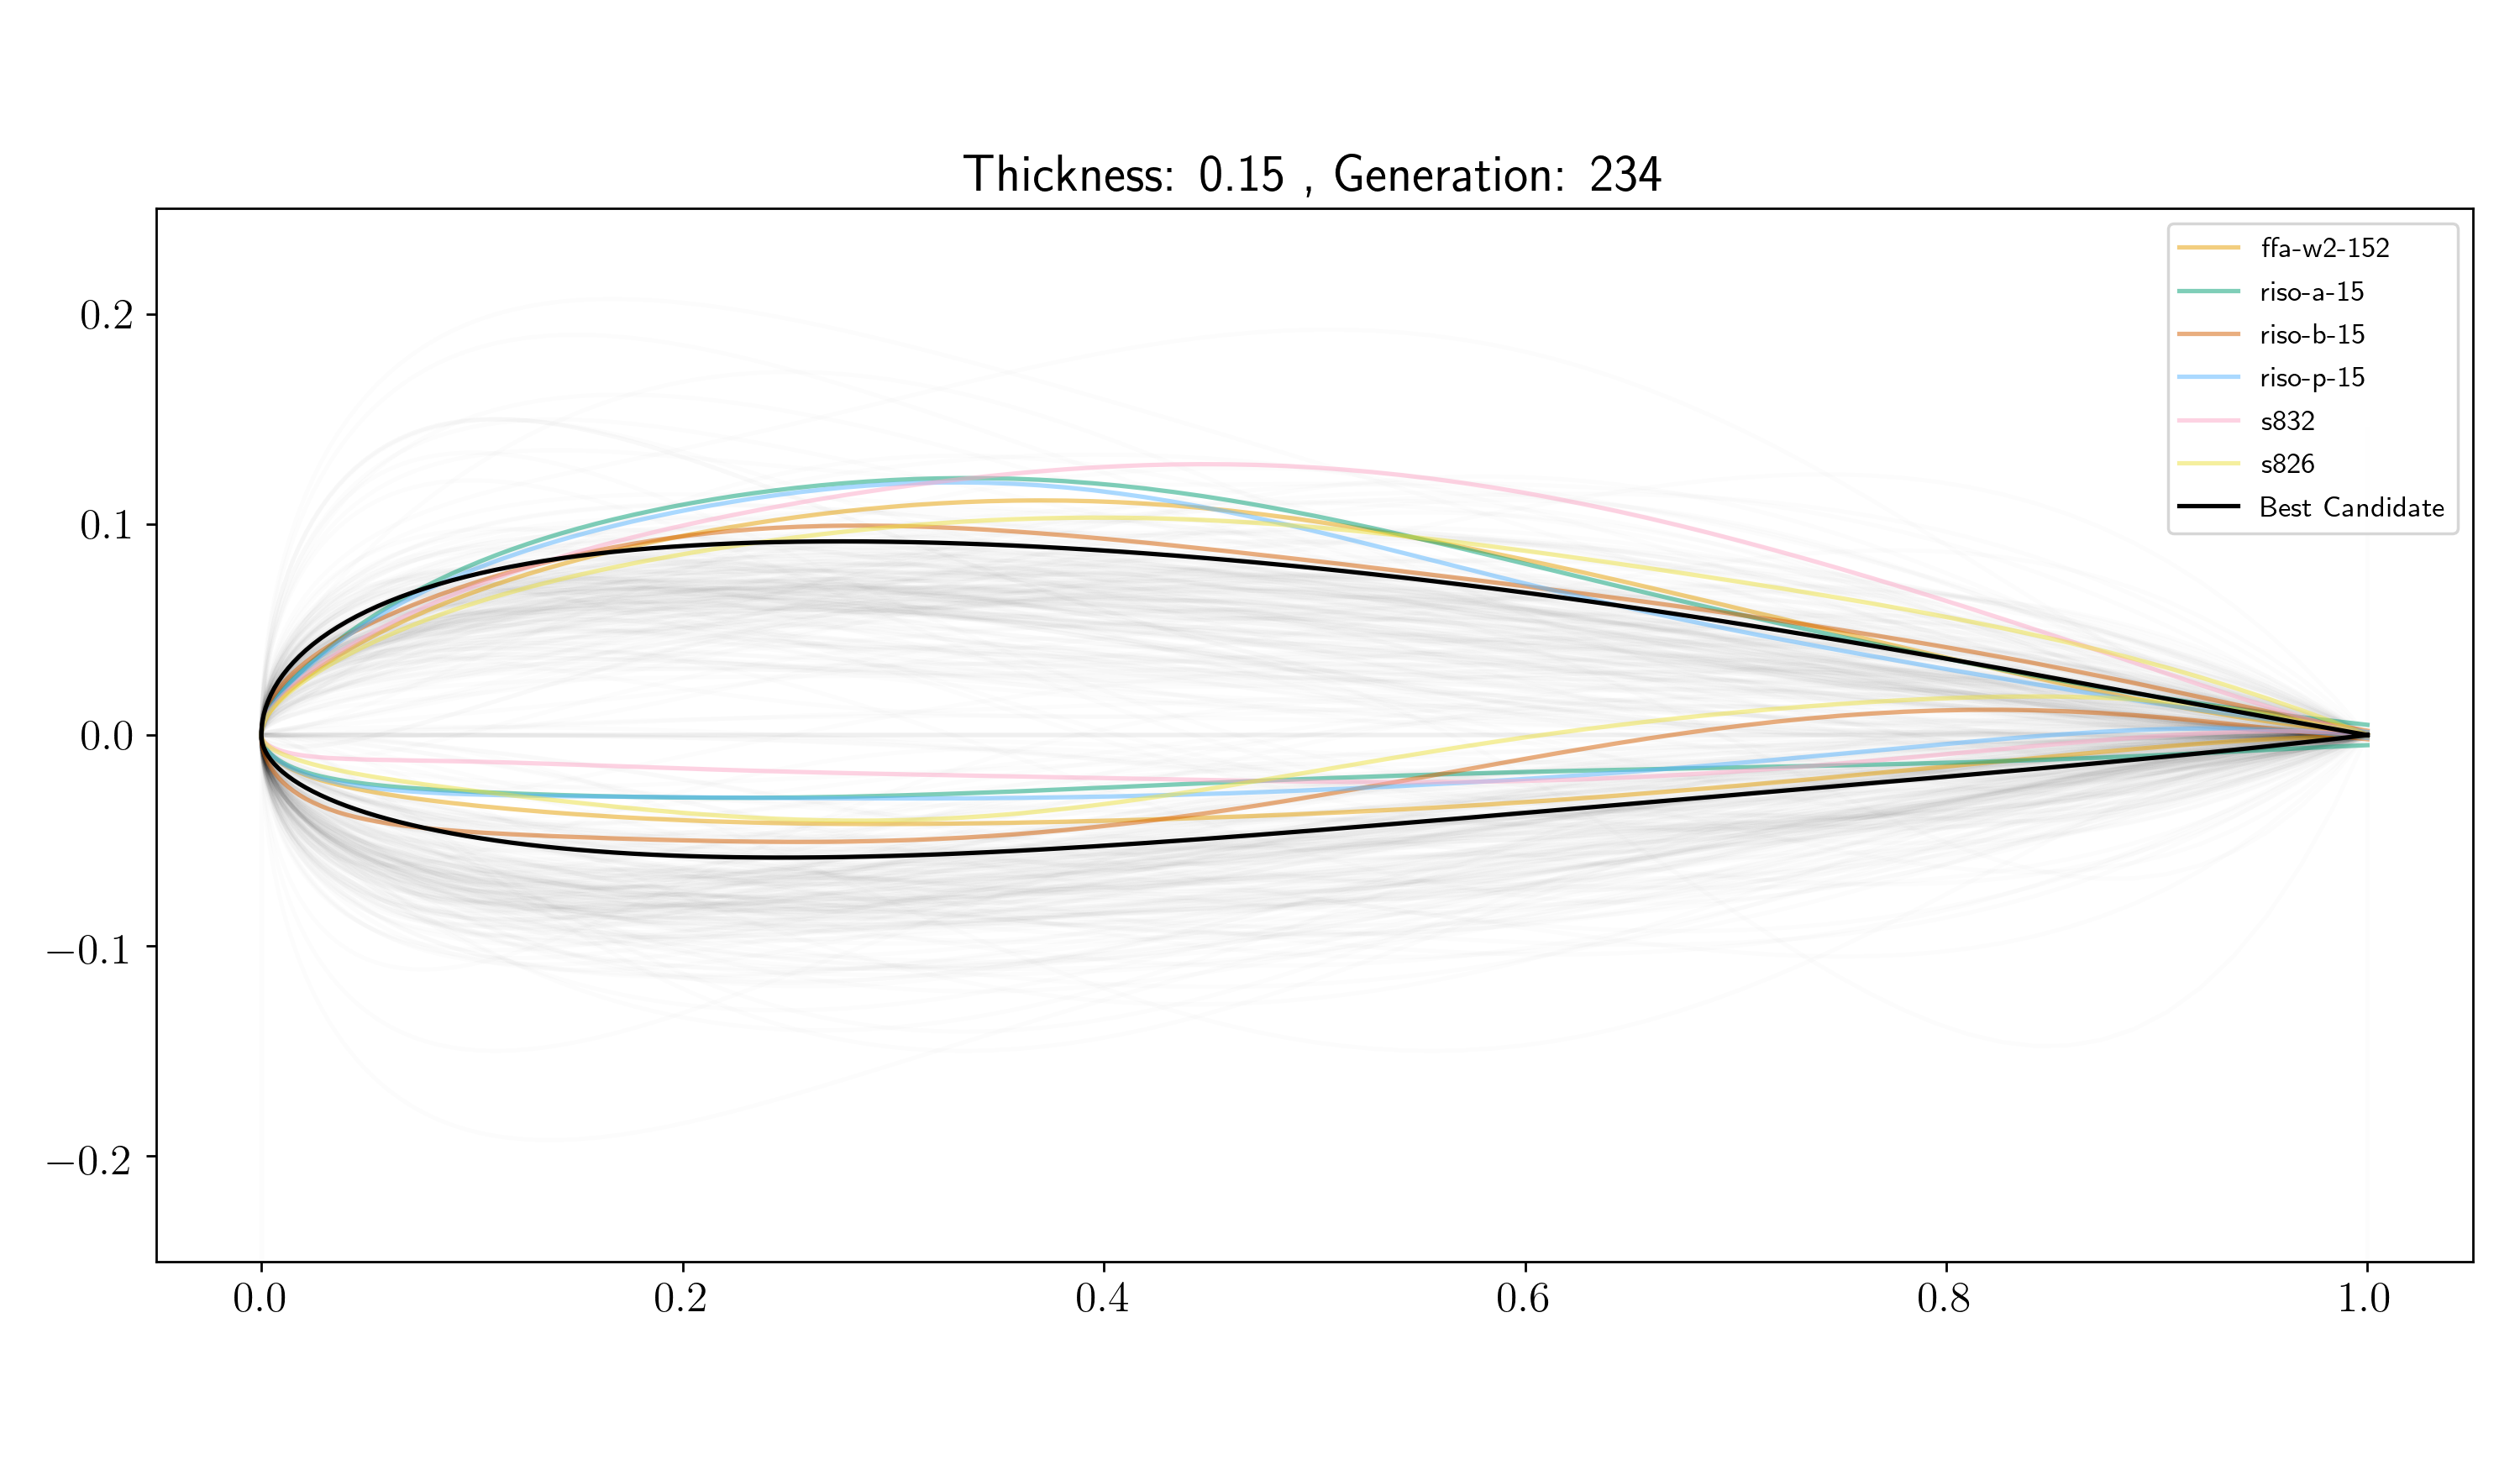 Thickness: 0.15 , Generation: 234
ffa-w2-152
riso-a-15
riso-b-15
riso-p-15
s832
s826
Best Candidate
0.2
0.1
0.0
−0.1
−0.2
0.0 0.2 0.4 0.6 0.8 1.0